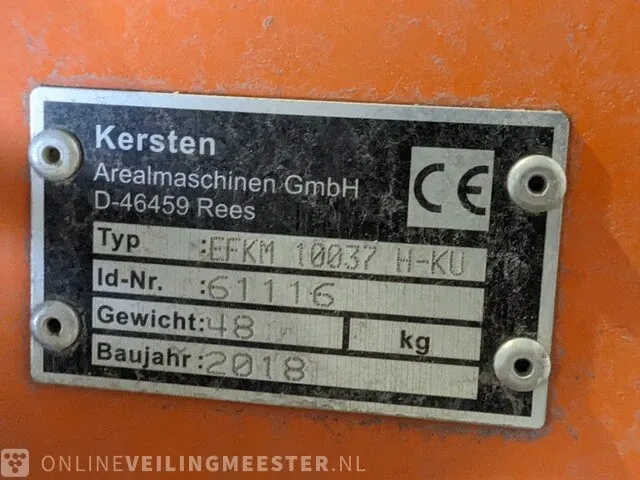 Kersten
Arealmaschinen GmbH
D-46459 Rees
CE
Typ :EFKM 10037 H-KU
Id-Nr. :61116
Gewicht:48 kg
Baujahr:2018
ONLINEVEILINGMEESTER.NL